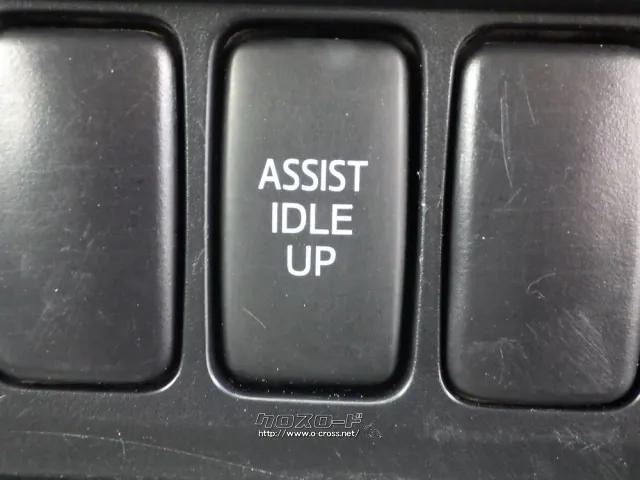 ASSIST
IDLE
UP
クロスロード
http://www.o-cross.net/